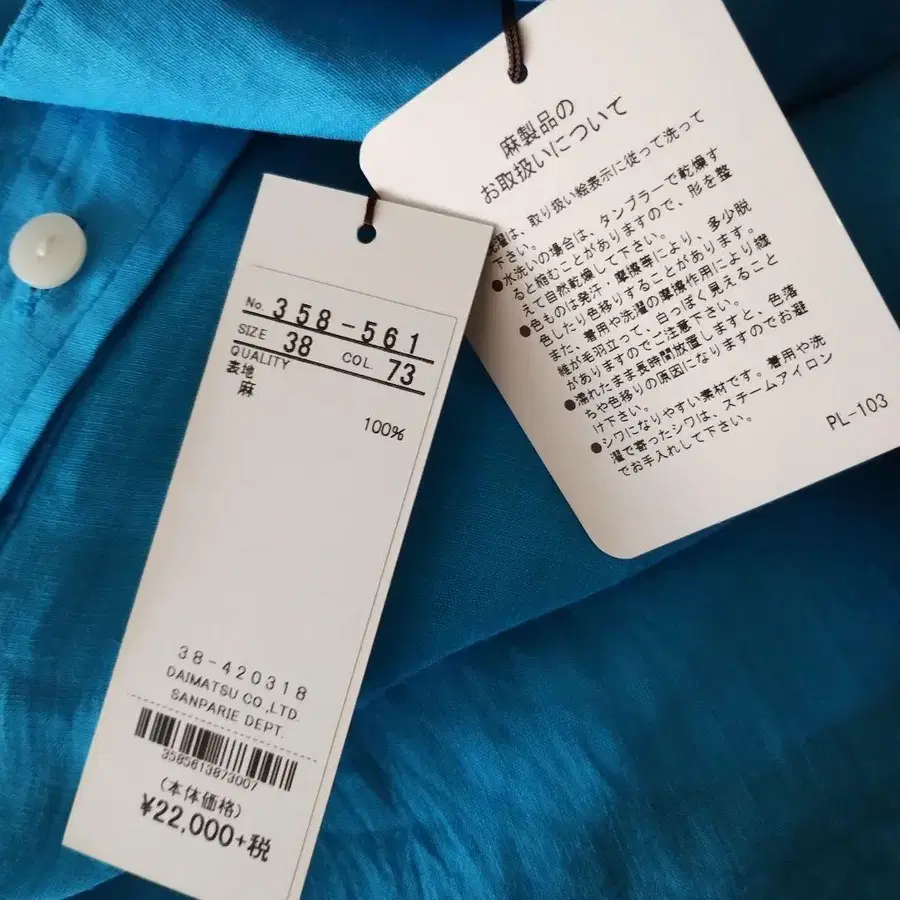 No. 358-561
SIZE 38 COL. 73
QUALITY
表地
麻
100%
38-420318
DAIMATSU CO.,LTD.
SANPARIE DEPT.
3585613873007
(本体価格)
¥22,000+税
麻製品の
お取扱いについて
洗濯は、取り扱い絵表示に従って洗って
下さい。
●水洗いの場合は、タンブラーで乾燥す
ると縮むことがありますので、形を整
えて自然乾燥して下さい。
●色ものは発汗・摩擦等により、多少脱
色したり色移りすることがあります。
また、着用や洗濯の摩擦作用により繊
維が毛羽立って、白っぽく見えること
がありますのでご注意下さい。
●濡れたまま長時間放置しますと、色落
ちや色移りの原因になりますのでお避
け下さい。
●シワになりやすい素材です。着用や洗
濯で寄ったシワは、スチームアイロン
でお手入れして下さい。
PL-103